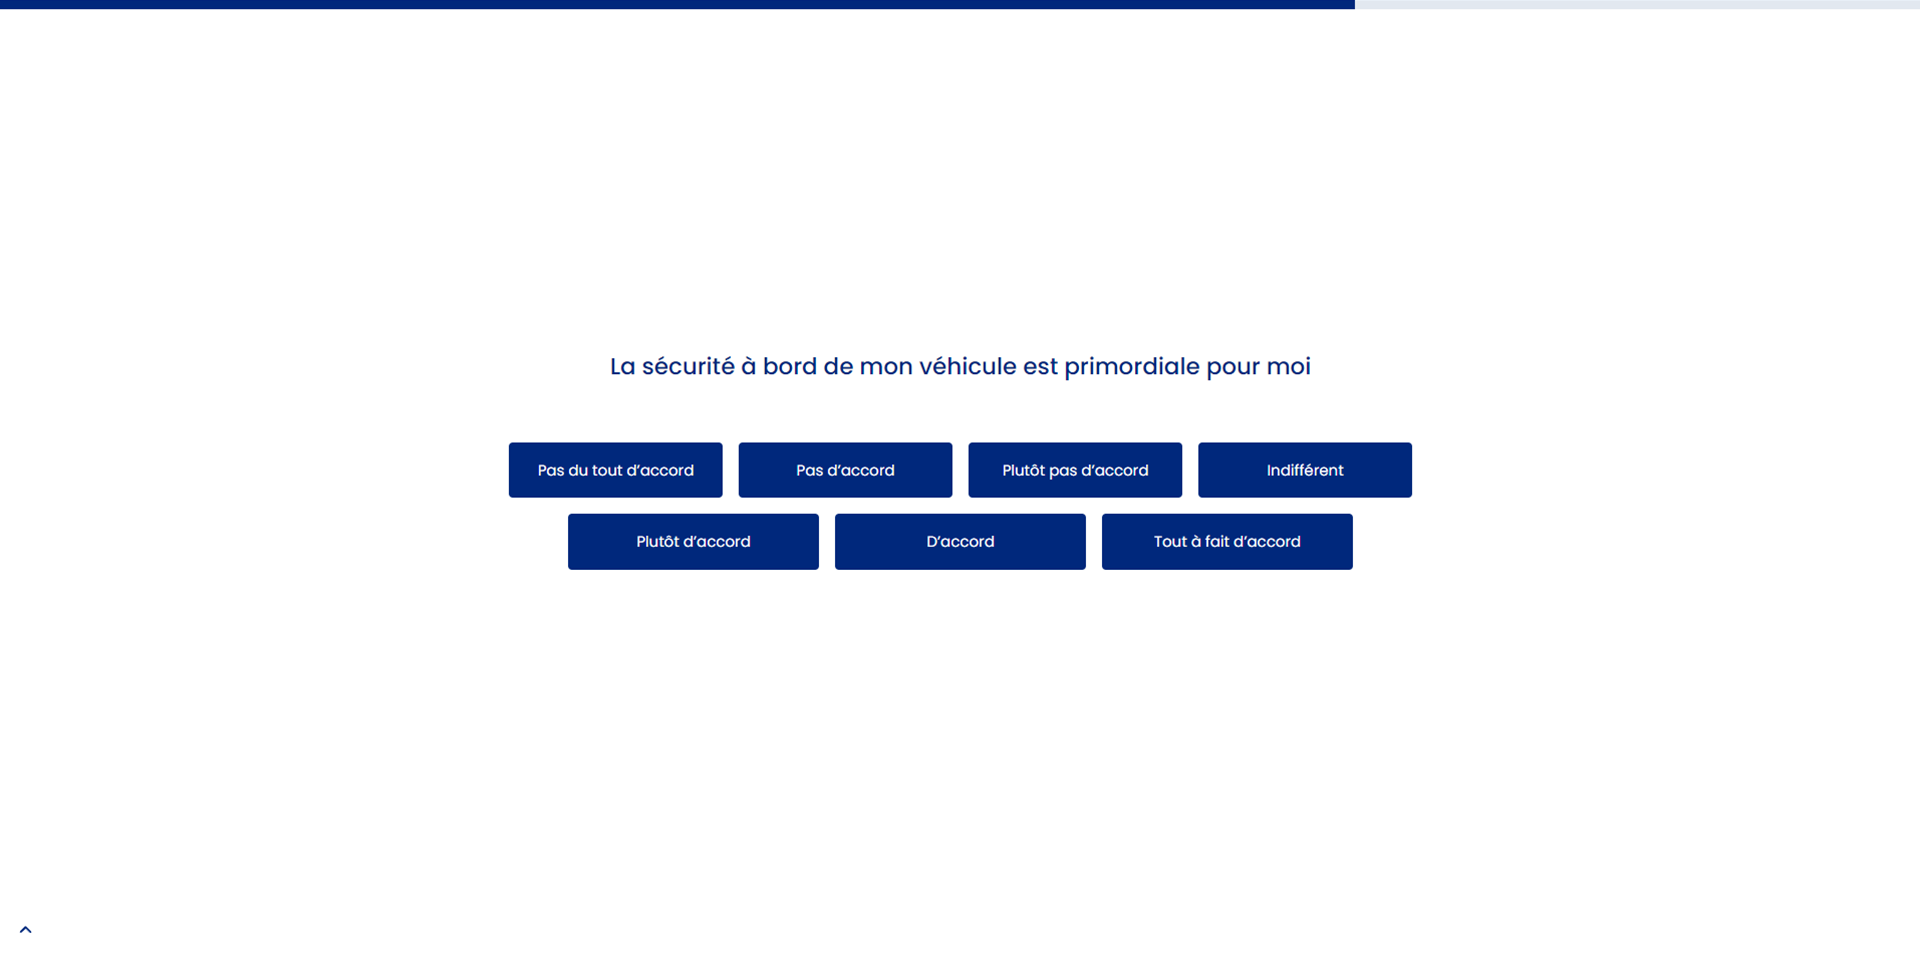 La sécurité à bord de mon véhicule est primordiale pour moi
Pas du tout d’accord
Pas d’accord
Plutôt pas d’accord
Indifférent
Plutôt d’accord
D’accord
Tout à fait d’accord